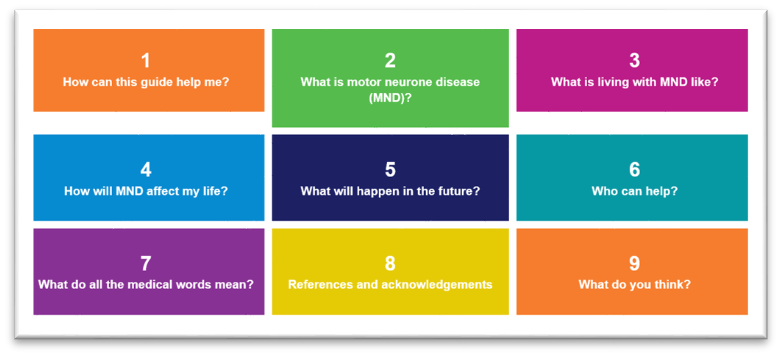 1
How can this guide help me?
2
What is motor neurone disease
(MND)?
3
What is living with MND like?
4
How will MND affect my life?
5
What will happen in the future?
6
Who can help?
7
What do all the medical words mean?
8
References and acknowledgements
9
What do you think?